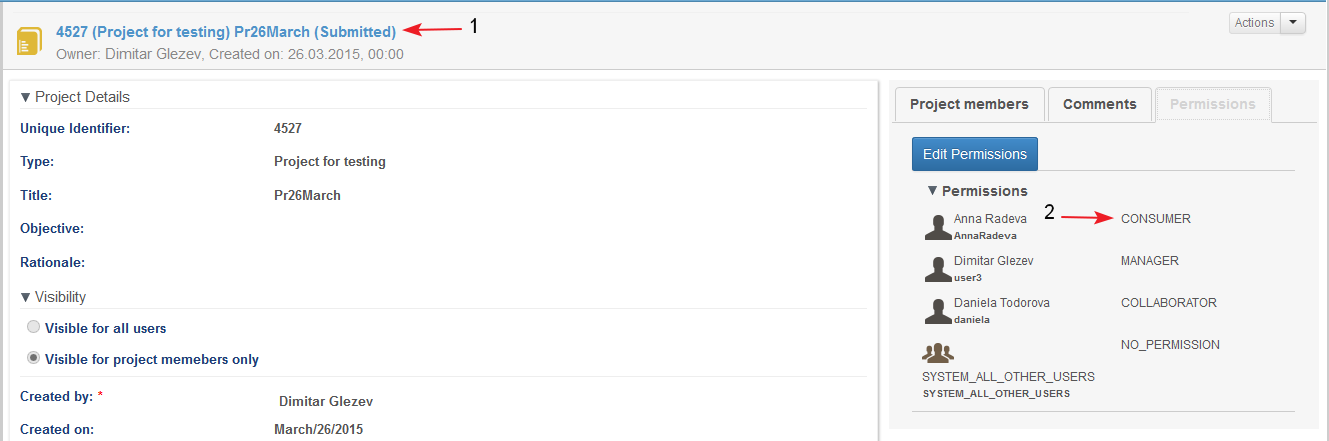 4527 (Project for testing) Pr26March (Submitted)
1
Owner: Dimitar Glezev, Created on: 26.03.2015, 00:00
Actions
Project Details
Unique Identifier: 4527
Type: Project for testing
Title: Pr26March
Objective:
Rationale:
Visibility
Visible for all users
Visible for project memebers only
Created by: * Dimitar Glezev
Created on: March/26/2015
Project members Comments Permissions
Edit Permissions
Permissions
Anna Radeva 2 CONSUMER
AnnaRadeva
Dimitar Glezev MANAGER
user3
Daniela Todorova COLLABORATOR
daniela
NO_PERMISSION
SYSTEM_ALL_OTHER_USERS
SYSTEM_ALL_OTHER_USERS